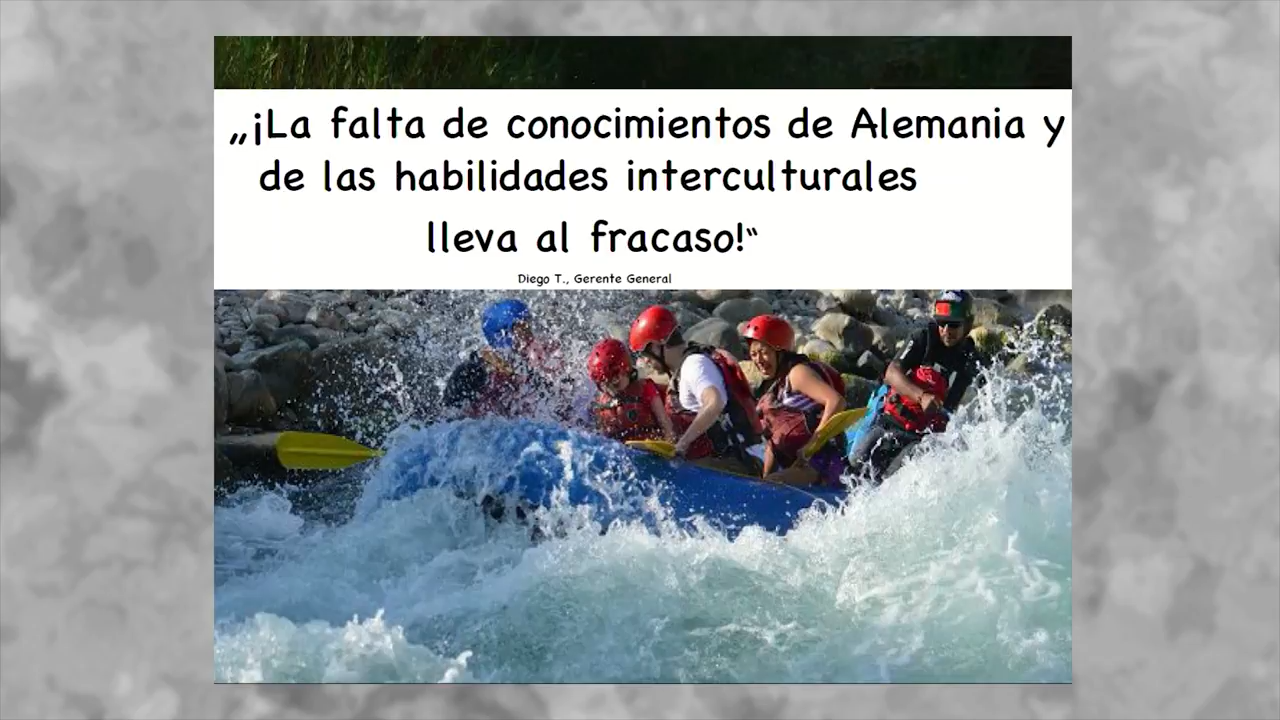 „¡La falta de conocimientos de Alemania y
de las habilidades interculturales
lleva al fracaso!“
Diego T., Gerente General